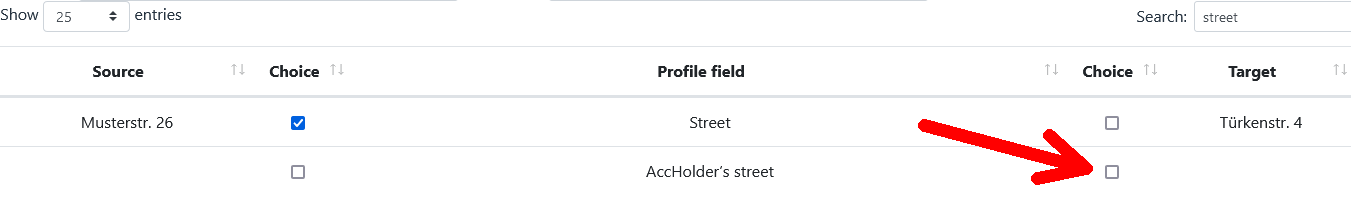 Show 25 entries Search: street
Source Choice Profile field Choice Target
Musterstr. 26 Street Türkenstr. 4
AccHolder’s street